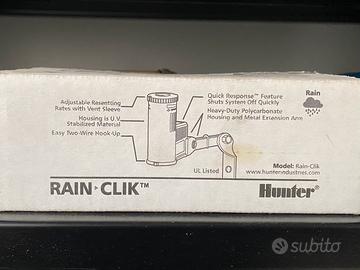 Adjustable Resetting
Rates with Vent Sleeve
Housing is U.V
Stabilized Material
Easy Two-Wire Hook-Up
Quick Response™ Feature
Shuts System Off Quickly
Heavy-Duty Polycarbonate
Housing and Metal Extension Arm
Rain
UL Listed
Model: Rain-Clik
www.hunterindustries.com
RAIN CLIK™
Hunter®
subito